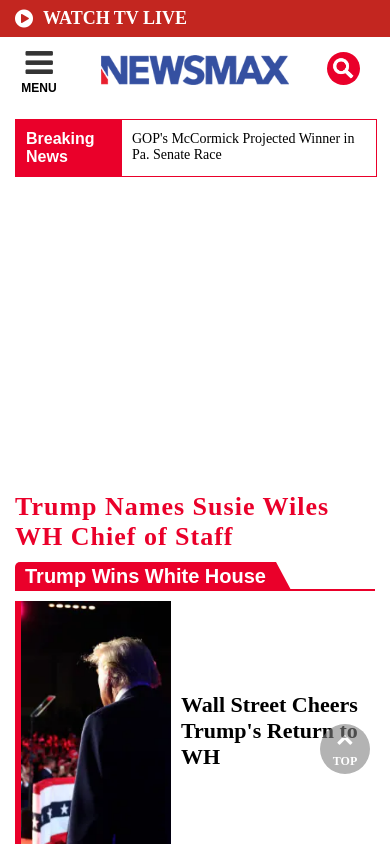 WATCH TV LIVE
MENU
NEWSMAX
Breaking
News
GOP's McCormick Projected Winner in
Pa. Senate Race
Trump Names Susie Wiles
WH Chief of Staff
Trump Wins White House
Wall Street Cheers
Trump's Return to
WH
TOP